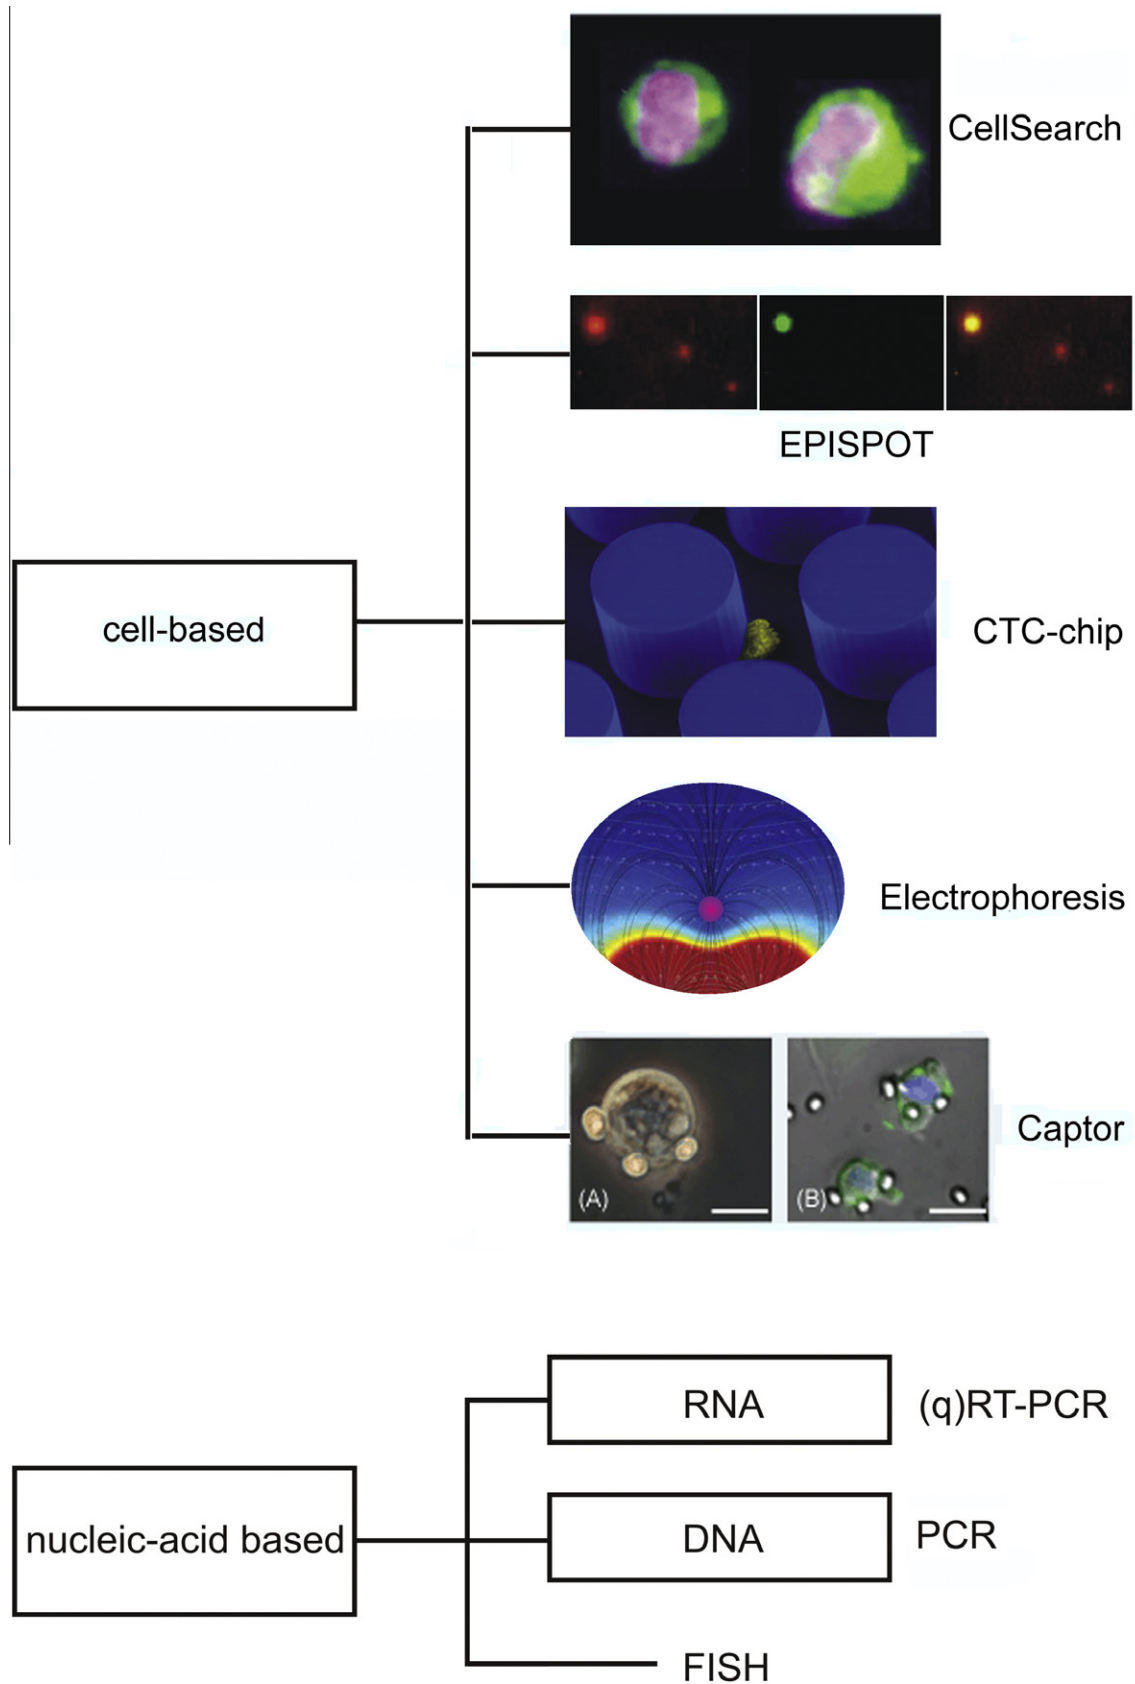 CellSearch
EPISPOT
cell-based
CTC-chip
Electrophoresis
Captor
(A)
(B)
RNA
(q)RT-PCR
nucleic-acid based
DNA
PCR
FISH